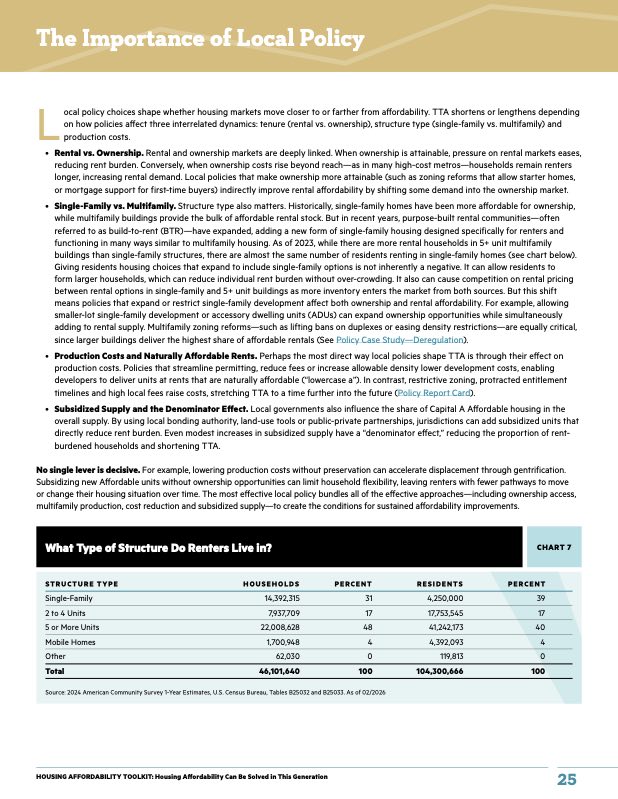 The Importance of Local Policy
Local policy choices shape whether housing markets move closer to or farther from affordability. TTA shortens or lengthens depending
on how policies affect three interrelated dynamics: tenure (rental vs. ownership), structure type (single-family vs. multifamily) and
production costs.
• Rental vs. Ownership. Rental and ownership markets are deeply linked. When ownership is attainable, pressure on rental markets eases,
reducing rent burden. Conversely, when ownership costs rise beyond reach—as in many high-cost metros—households remain renters
longer, increasing rental demand. Local policies that make ownership more attainable (such as zoning reforms that allow starter homes,
or mortgage support for first-time buyers) indirectly improve rental affordability by shifting some demand into the ownership market.
• Single-Family vs. Multifamily. Structure type also matters. Historically, single-family homes have been more affordable for ownership,
while multifamily buildings provide the bulk of affordable rental stock. But in recent years, purpose-built rental communities—often
referred to as build-to-rent (BTR)—have expanded, adding a new form of single-family housing designed specifically for renters and
functioning in many ways similar to multifamily housing. As of 2023, while there are more rental households in 5+ unit multifamily
buildings than single-family structures, there are almost the same number of residents renting in single-family homes (see chart below).
Giving residents housing choices that expand to include single-family options is not inherently a negative. It can allow residents to
form larger households, which can reduce individual rent burden without over-crowding. It also can cause competition on rental pricing
between rental options in single-family and 5+ unit buildings as more inventory enters the market from both sources. But this shift
means policies that expand or restrict single-family development affect both ownership and rental affordability. For example, allowing
smaller-lot single-family development or accessory dwelling units (ADUs) can expand ownership opportunities while simultaneously
adding to rental supply. Multifamily zoning reforms—such as lifting bans on duplexes or easing density restrictions—are equally critical,
since larger buildings deliver the highest share of affordable rentals (See Policy Case Study—Deregulation).
• Production Costs and Naturally Affordable Rents. Perhaps the most direct way local policies shape TTA is through their effect on
production costs. Policies that streamline permitting, reduce fees or increase allowable density lower development costs, enabling
developers to deliver units at rents that are naturally affordable (“lowercase a”). In contrast, restrictive zoning, protracted entitlement
timelines and high local fees raise costs, stretching TTA to a time further into the future (Policy Report Card).
• Subsidized Supply and the Denominator Effect. Local governments also influence the share of Capital A Affordable housing in the
overall supply. By using local bonding authority, land-use tools or public-private partnerships, jurisdictions can add subsidized units that
directly reduce rent burden. Even modest increases in subsidized supply have a “denominator effect,” reducing the proportion of rent-
burdened households and shortening TTA.
No single lever is decisive. For example, lowering production costs without preservation can accelerate displacement through gentrification.
Subsidizing new Affordable units without ownership opportunities can limit household flexibility, leaving renters with fewer pathways to move
or change their housing situation over time. The most effective local policy bundles all of the effective approaches—including ownership access,
multifamily production, cost reduction and subsidized supply—to create the conditions for sustained affordability improvements.
What Type of Structure Do Renters Live in? CHART 7
STRUCTURE TYPE HOUSEHOLDS PERCENT RESIDENTS PERCENT
Single-Family 14,392,315 31 4,250,000 39
2 to 4 Units 7,937,709 17 17,753,545 17
5 or More Units 22,008,628 48 41,242,173 40
Mobile Homes 1,700,948 4 4,392,093 4
Other 62,030 0 119,813 0
Total 46,101,640 100 104,300,666 100
Source: 2024 American Community Survey 1-Year Estimates, U.S. Census Bureau, Tables B25032 and B25033. As of 02/2026
HOUSING AFFORDABILITY TOOLKIT: Housing Affordability Can Be Solved in This Generation 25